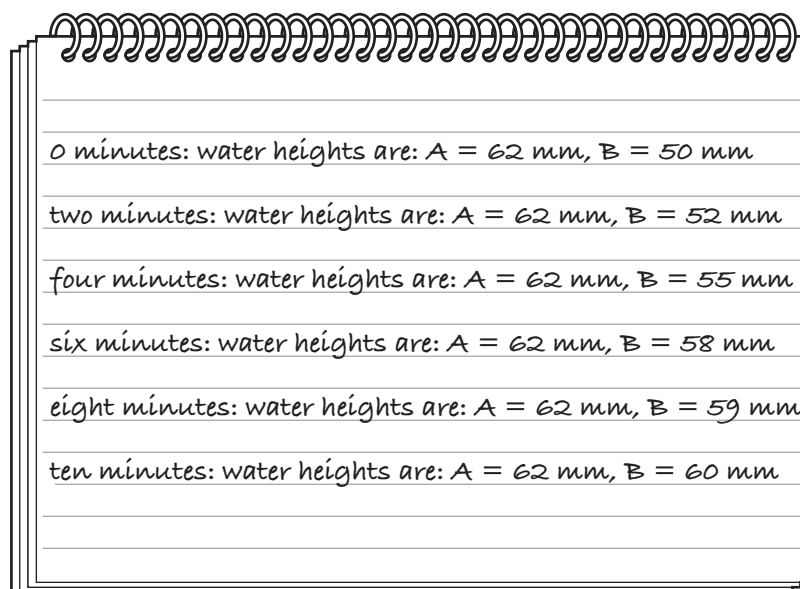 0 minutes: water heights are: A = 62 mm, B = 50 mm
two minutes: water heights are: A = 62 mm, B = 52 mm
four minutes: water heights are: A = 62 mm, B = 55 mm
six minutes: water heights are: A = 62 mm, B = 58 mm
eight minutes: water heights are: A = 62 mm, B = 59 mm
ten minutes: water heights are: A = 62 mm, B = 60 mm